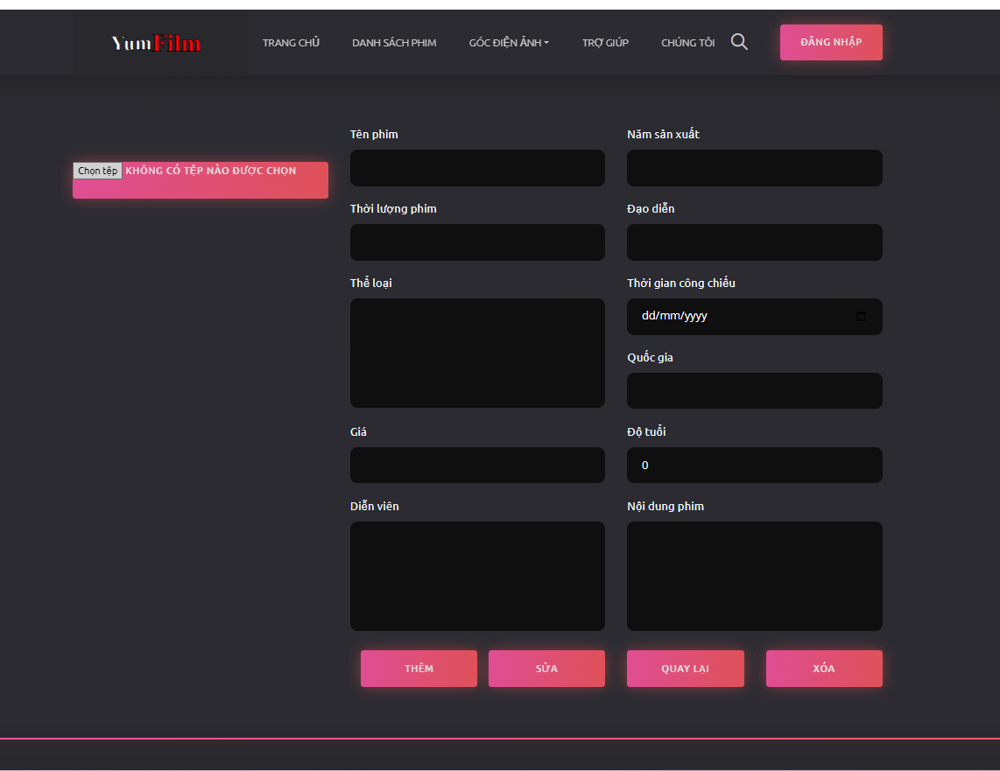 YumFilm
TRANG CHỦ
DANH SÁCH PHIM
GÓC ĐIỆN ẢNH
TRỢ GIÚP
CHÚNG TÔI
ĐĂNG NHẬP
Chọn tệp KHÔNG CÓ TỆP NÀO ĐƯỢC CHỌN
Tên phim
Năm sản xuất
Thời lượng phim
Đạo diễn
Thể loại
Thời gian công chiếu
dd/mm/yyyy
Quốc gia
Giá
Độ tuổi
0
Diễn viên
Nội dung phim
THÊM
SỬA
QUAY LẠI
XÓA